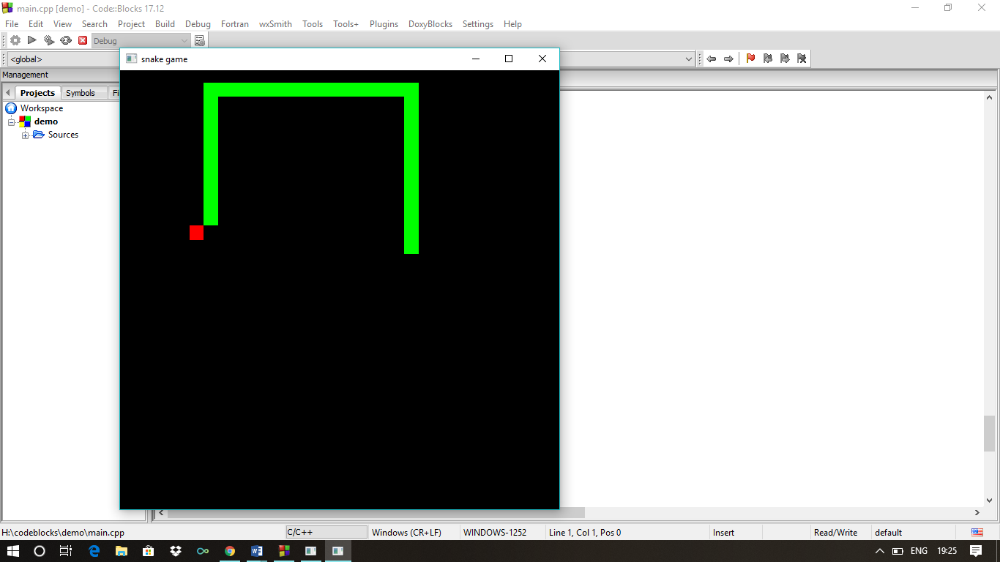 main.cpp [demo] - Code::Blocks 17.12
File Edit View Search Project Build Debug Fortran wxSmith Tools Tools+ Plugins DoxyBlocks Settings Help
Debug
<global>
snake game
Management
Projects Symbols
Workspace
demo
Sources
H:\codeblocks\demo\main.cpp C/C++ Windows (CR+LF) WINDOWS-1252 Line 1, Col 1, Pos 0 Insert Read/Write default
ENG 19:25